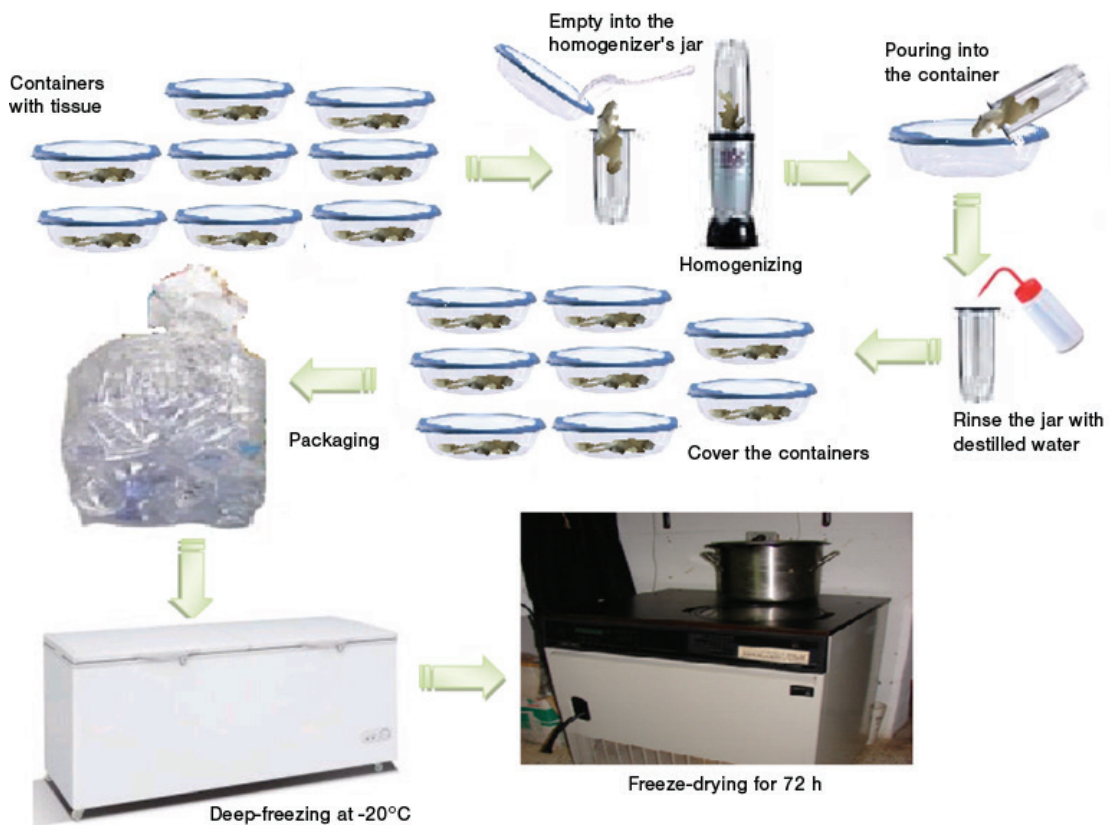 Containers
with tissue
Empty into the
homogenizer's jar
Homogenizing
Pouring into
the container
Rinse the jar with
destilled water
Cover the containers
Packaging
Deep-freezing at -20°C
Freeze-drying for 72 h